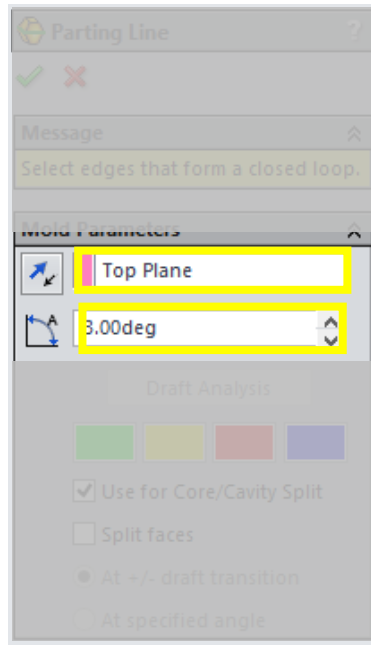 Parting Line ?
Message
Select edges that form a closed loop.
Mold Parameters
Top Plane
A
3.00deg
Draft Analysis
Use for Core/Cavity Split
Split faces
At +/- draft transition
At specified angle